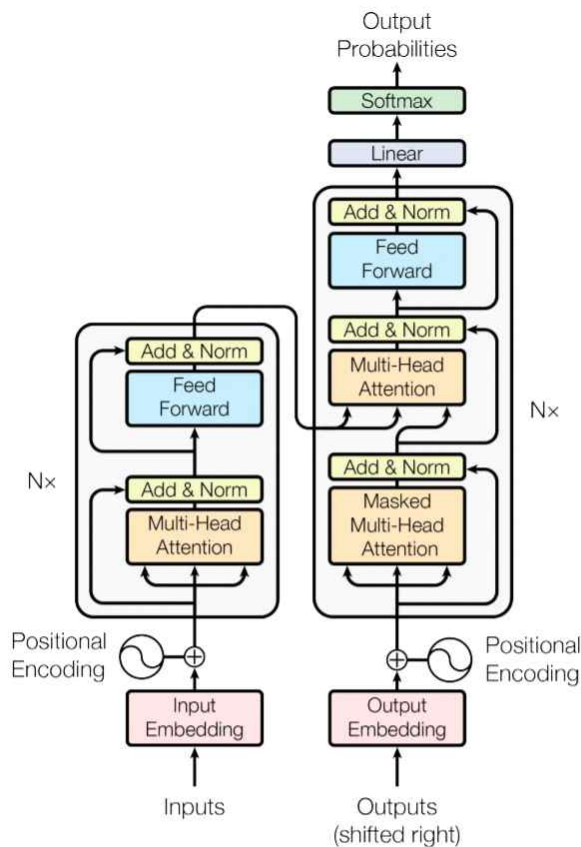 Output
Probabilities
Softmax
Linear
Add & Norm
Feed
Forward
Add & Norm
Multi-Head
Attention
Add & Norm
Masked
Multi-Head
Attention
N×
Add & Norm
Feed
Forward
Add & Norm
Multi-Head
Attention
N×
Positional
Encoding
Positional
Encoding
Input
Embedding
Output
Embedding
Inputs
Outputs
(shifted right)